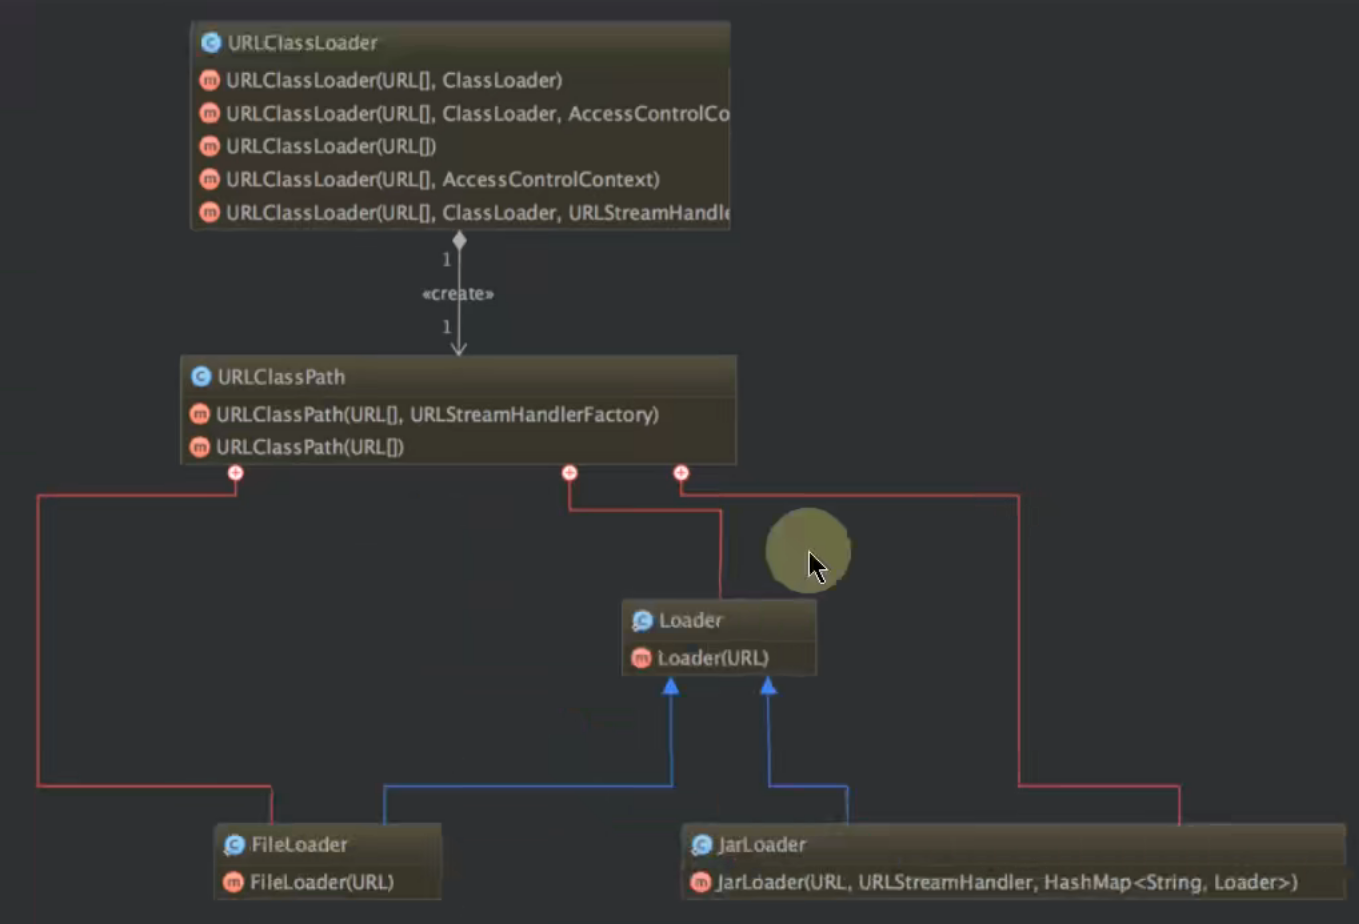 URLClassLoader
URLClassLoader(URL[], ClassLoader)
URLClassLoader(URL[], ClassLoader, AccessControlCo
URLClassLoader(URL[])
URLClassLoader(URL[], AccessControlContext)
URLClassLoader(URL[], ClassLoader, URLStreamHandle
1
«create»
1
URLClassPath
URLClassPath(URL[], URLStreamHandlerFactory)
URLClassPath(URL[])
Loader
Loader(URL)
FileLoader
FileLoader(URL)
JarLoader
JarLoader(URL, URLStreamHandler, HashMap<String, Loader>)